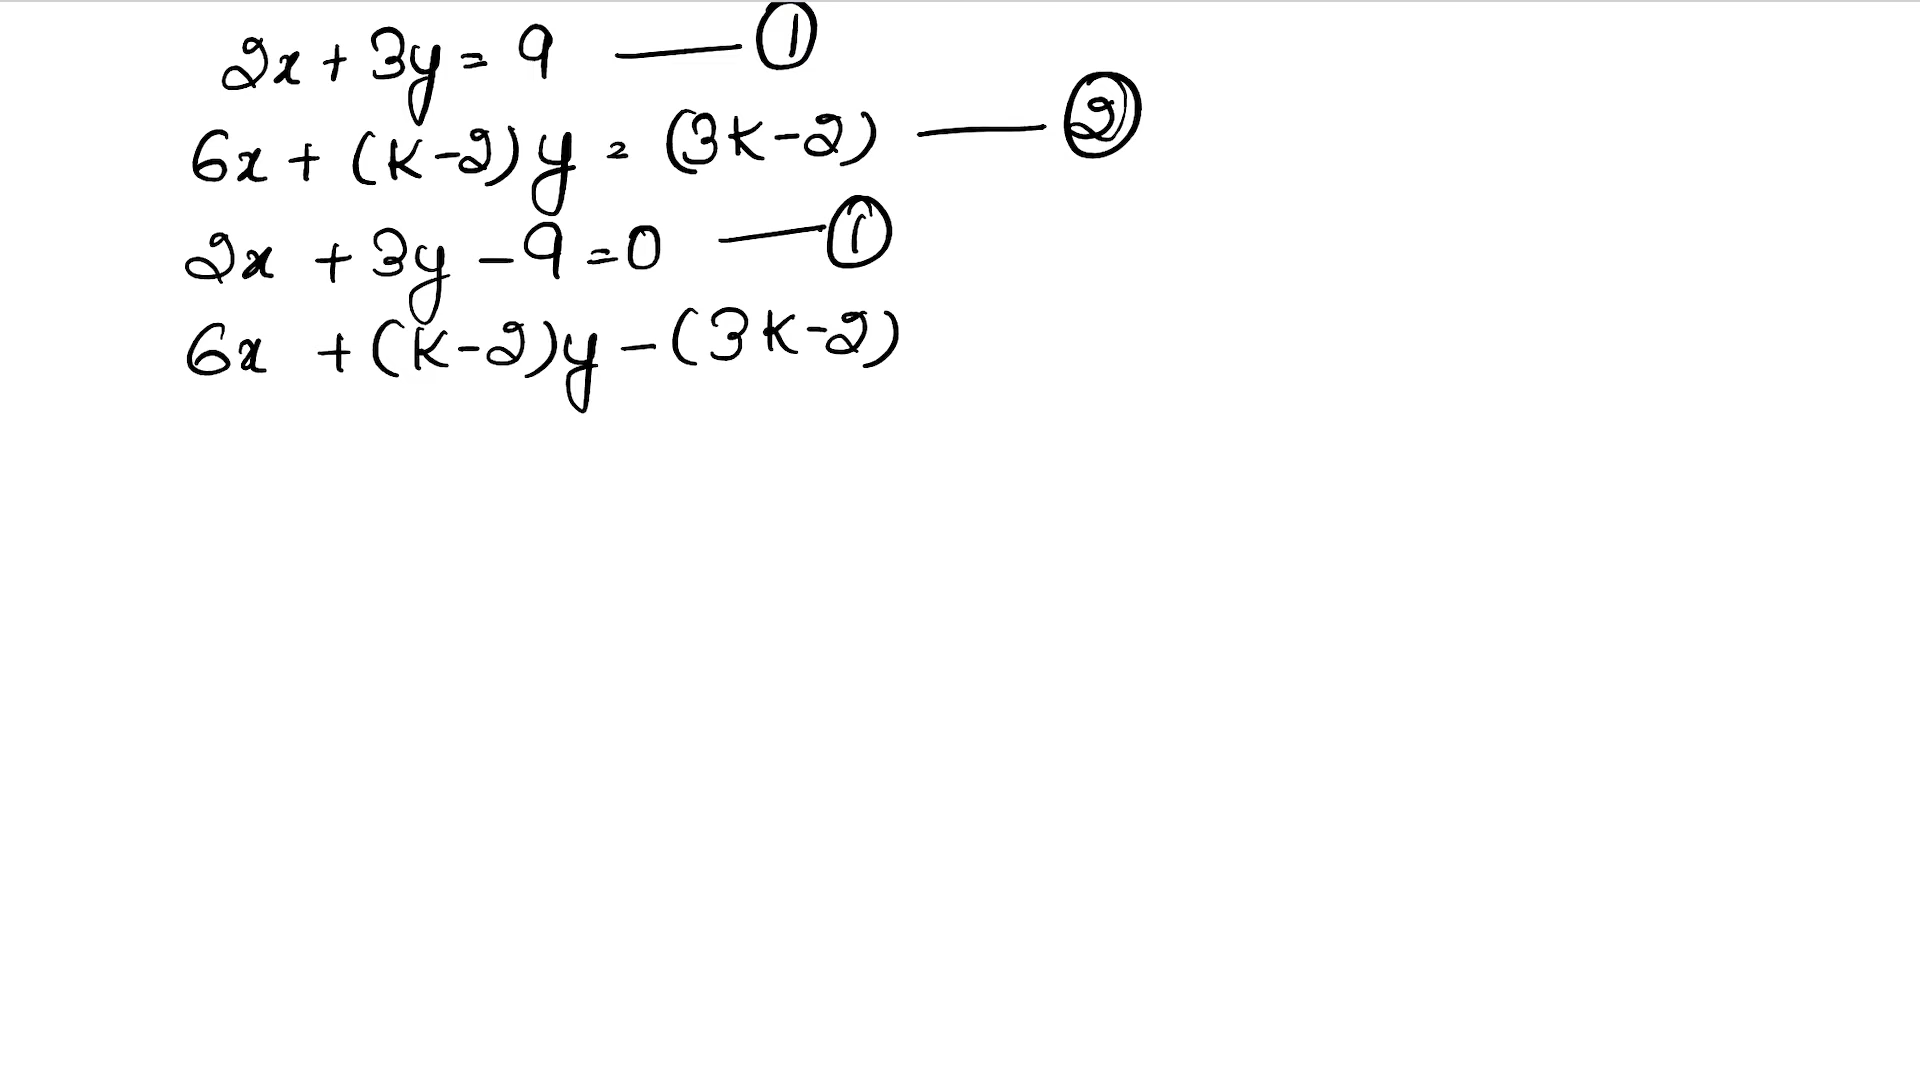 2x + 3y = 9 —— ①
6x + (K-2)y = (3K-2) —— ②
2x + 3y - 9 = 0 —— ①
6x + (K-2)y - (3K-2)